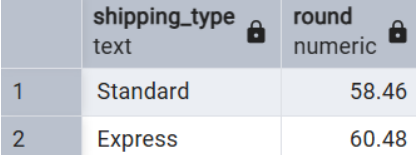 shipping_type round
text numeric
1 Standard 58.46
2 Express 60.48